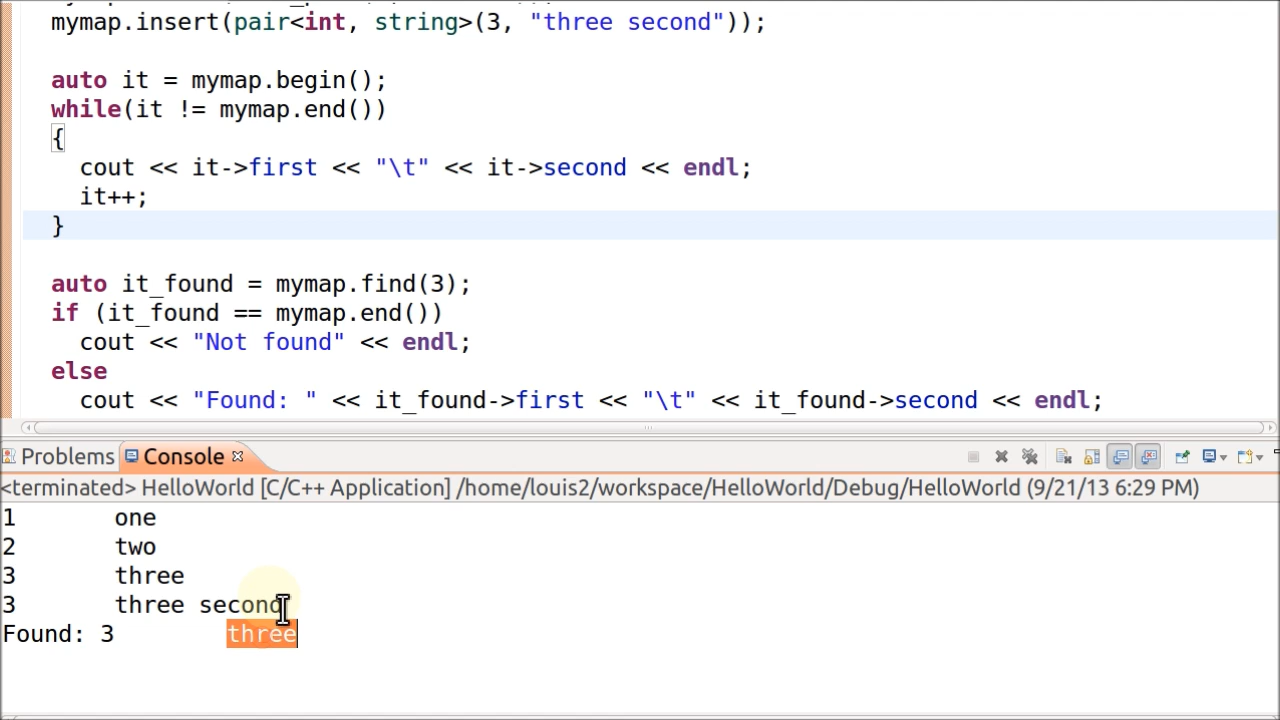 mymap.insert(pair<int, string>(3, "three second"));
auto it = mymap.begin();
while(it != mymap.end())
{
cout << it->first << "\t" << it->second << endl;
it++;
}
auto it_found = mymap.find(3);
if (it_found == mymap.end())
cout << "Not found" << endl;
else
cout << "Found: " << it_found->first << "\t" << it_found->second << endl;
Problems Console
<terminated> HelloWorld [C/C++ Application] /home/louis2/workspace/HelloWorld/Debug/HelloWorld (9/21/13 6:29 PM)
1 one
2 two
3 three
3 three second
Found: 3 three